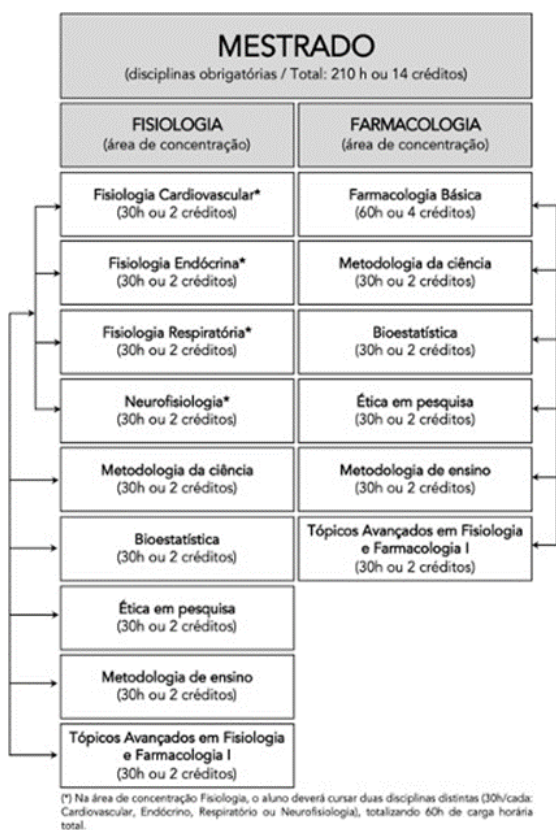 MESTRADO
(disciplinas obrigatórias / Total: 210 h ou 14 créditos)
FISIOLOGIA
(área de concentração)
FARMACOLOGIA
(área de concentração)
Fisiologia Cardiovascular*
(30h ou 2 créditos)
Fisiologia Endócrina*
(30h ou 2 créditos)
Fisiologia Respiratória*
(30h ou 2 créditos)
Neurofisiologia*
(30h ou 2 créditos)
Metodologia da ciência
(30h ou 2 créditos)
Bioestatística
(30h ou 2 créditos)
Ética em pesquisa
(30h ou 2 créditos)
Metodologia de ensino
(30h ou 2 créditos)
Tópicos Avançados em Fisiologia
e Farmacologia I
(30h ou 2 créditos)
Farmacologia Básica
(60h ou 4 créditos)
Metodologia da ciência
(30h ou 2 créditos)
Bioestatística
(30h ou 2 créditos)
Ética em pesquisa
(30h ou 2 créditos)
Metodologia de ensino
(30h ou 2 créditos)
Tópicos Avançados em Fisiologia
e Farmacologia I
(30h ou 2 créditos)
(*) Na área de concentração Fisiologia, o aluno deverá cursar duas disciplinas distintas (30h/cada:
Cardiovascular, Endócrino, Respiratório ou Neurofisiologia), totalizando 60h de carga horária
total.